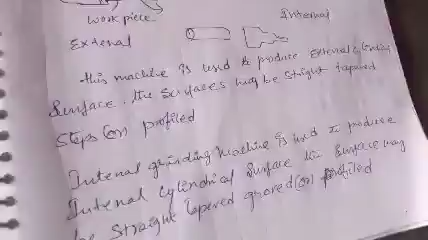 work piece
Internal
External
this machine is used to produce External cylindrical
Surface. the surfaces may be straight tapered
Steps (or) profiled
Internal grinding machine is used to produce
Internal cylindrical Surface the Surface may
be Straight tapered grooved (or) profiled